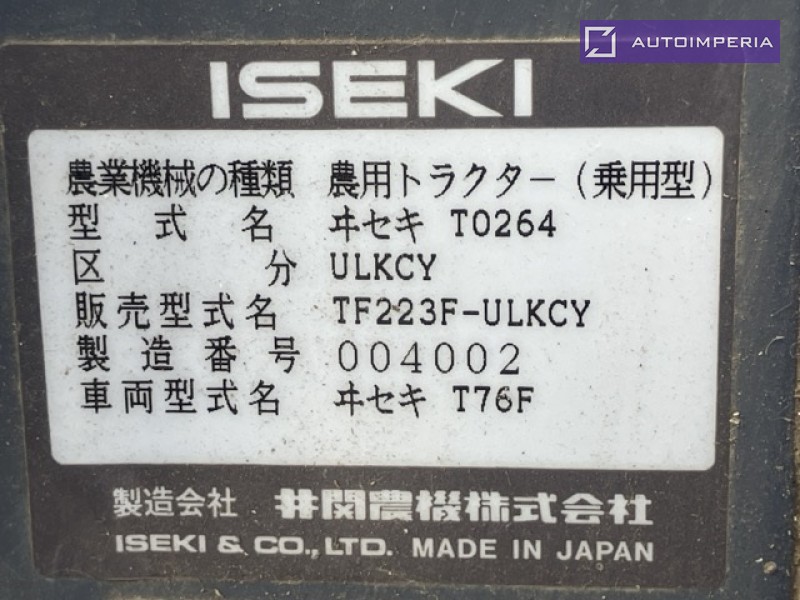 AUTOIMPERIA
ISEKI
農業機械の種類 農用トラクター(乗用型)
型式名 ヰセキ T0264
区分 ULKCY
販売型式名 TF223F-ULKCY
製造番号 004002
車両型式名 ヰセキ T76F
製造会社 井関農機株式会社
ISEKI & CO.,LTD. MADE IN JAPAN